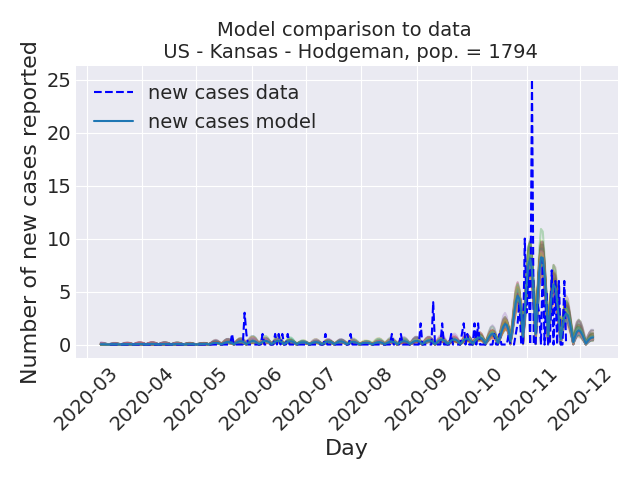 Model comparison to data
US - Kansas - Hodgeman, pop. = 1794
Number of new cases reported
25
20
15
10
5
0
new cases data
new cases model
2020-03
2020-04
2020-05
2020-06
2020-07
2020-08
2020-09
2020-10
2020-11
2020-12
Day